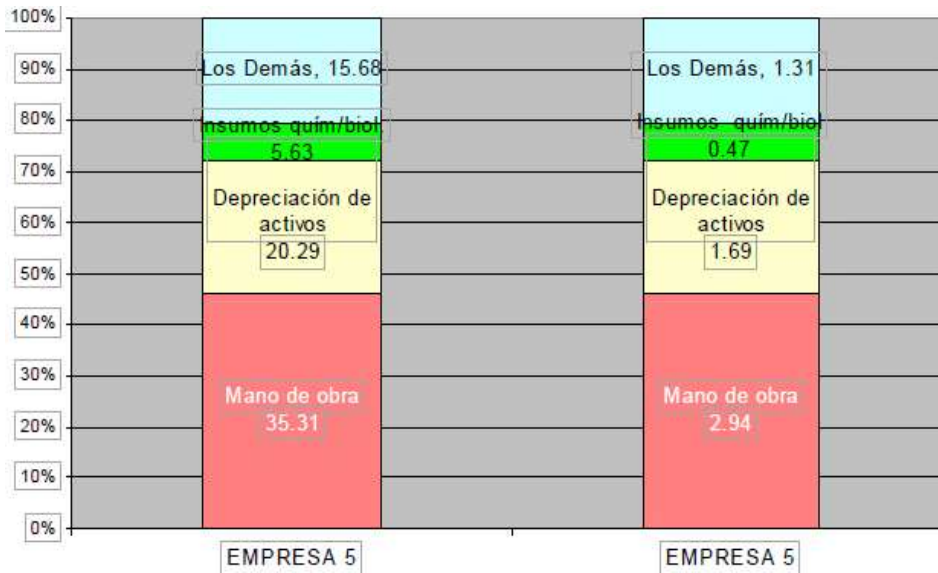 100%
90%
80%
70%
60%
50%
40%
30%
20%
10%
0%
Los Demás, 15.68
Insumos quím/biol.
5.63
Depreciación de
activos
20.29
Mano de obra
35.31
EMPRESA 5
Los Demás, 1.31
Insumos quím/biol
0.47
Depreciación de
activos
1.69
Mano de obra
2.94
EMPRESA 5